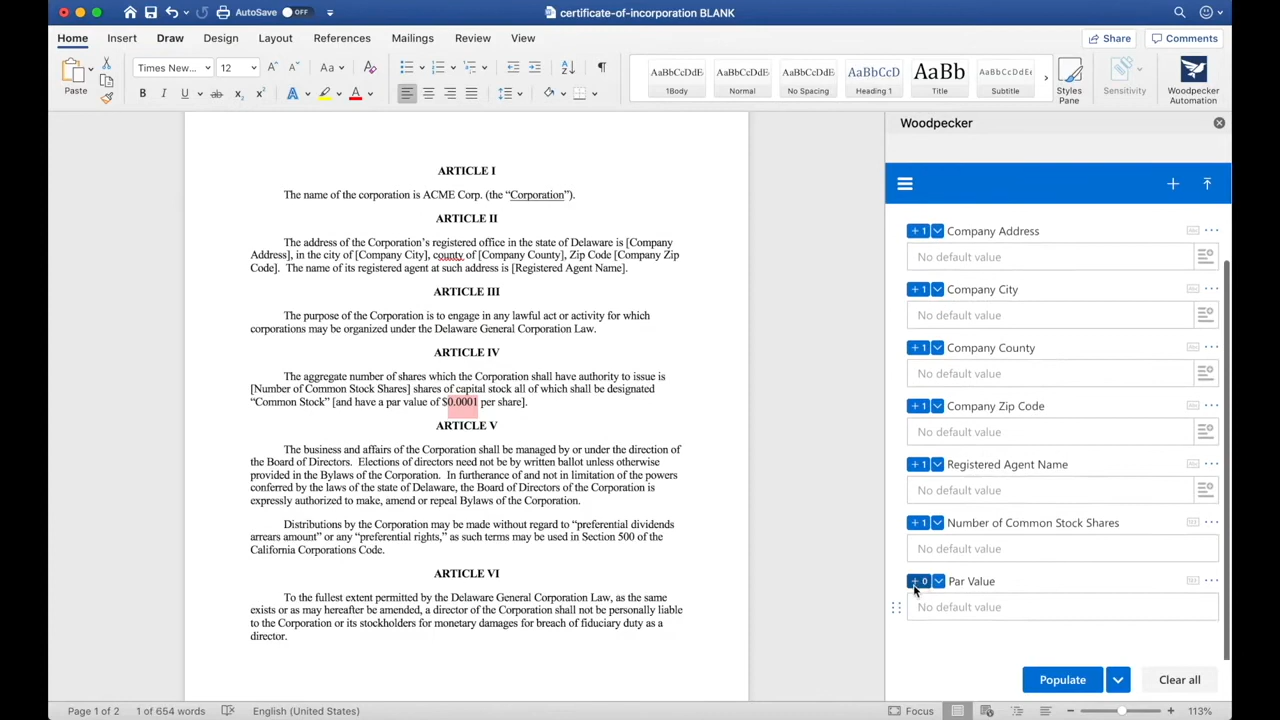 AutoSave OFF
certificate-of-incorporation BLANK
Home Insert Draw Design Layout References Mailings Review View
Share Comments
Paste
Times New... 12
Aa
B I U ab x₂ x² A A
AaBbCcDdE AaBbCcDdE AaBbCcDdE AaBbCcD AaBb AaBbCcDdEe
1Body Normal No Spacing Heading 1 Title Subtitle
Styles Pane
Sensitivity
Woodpecker Automation
ARTICLE I
The name of the corporation is ACME Corp. (the “Corporation”).
ARTICLE II
The address of the Corporation’s registered office in the state of Delaware is [Company
Address], in the city of [Company City], county of [Company County], Zip Code [Company Zip
Code]. The name of its registered agent at such address is [Registered Agent Name].
ARTICLE III
The purpose of the Corporation is to engage in any lawful act or activity for which
corporations may be organized under the Delaware General Corporation Law.
ARTICLE IV
The aggregate number of shares which the Corporation shall have authority to issue is
[Number of Common Stock Shares] shares of capital stock all of which shall be designated
“Common Stock” [and have a par value of $0.0001 per share].
ARTICLE V
The business and affairs of the Corporation shall be managed by or under the direction of
the Board of Directors. Elections of directors need not be by written ballot unless otherwise
provided in the Bylaws of the Corporation. In furtherance of and not in limitation of the powers
conferred by the laws of the state of Delaware, the Board of Directors of the Corporation is
expressly authorized to make, amend or repeal Bylaws of the Corporation.
Distributions by the Corporation may be made without regard to “preferential dividends
arrears amount” or any “preferential rights,” as such terms may be used in Section 500 of the
California Corporations Code.
ARTICLE VI
To the fullest extent permitted by the Delaware General Corporation Law, as the same
exists or as may hereafter be amended, a director of the Corporation shall not be personally liable
to the Corporation or its stockholders for monetary damages for breach of fiduciary duty as a
director.
Woodpecker
+ 1 Company Address
No default value
+ 1 Company City
No default value
+ 1 Company County
No default value
+ 1 Company Zip Code
No default value
+ 1 Registered Agent Name
No default value
+ 1 Number of Common Stock Shares
No default value
+ 0 Par Value
No default value
Populate Clear all
Page 1 of 2 1 of 654 words English (United States) Focus 113%